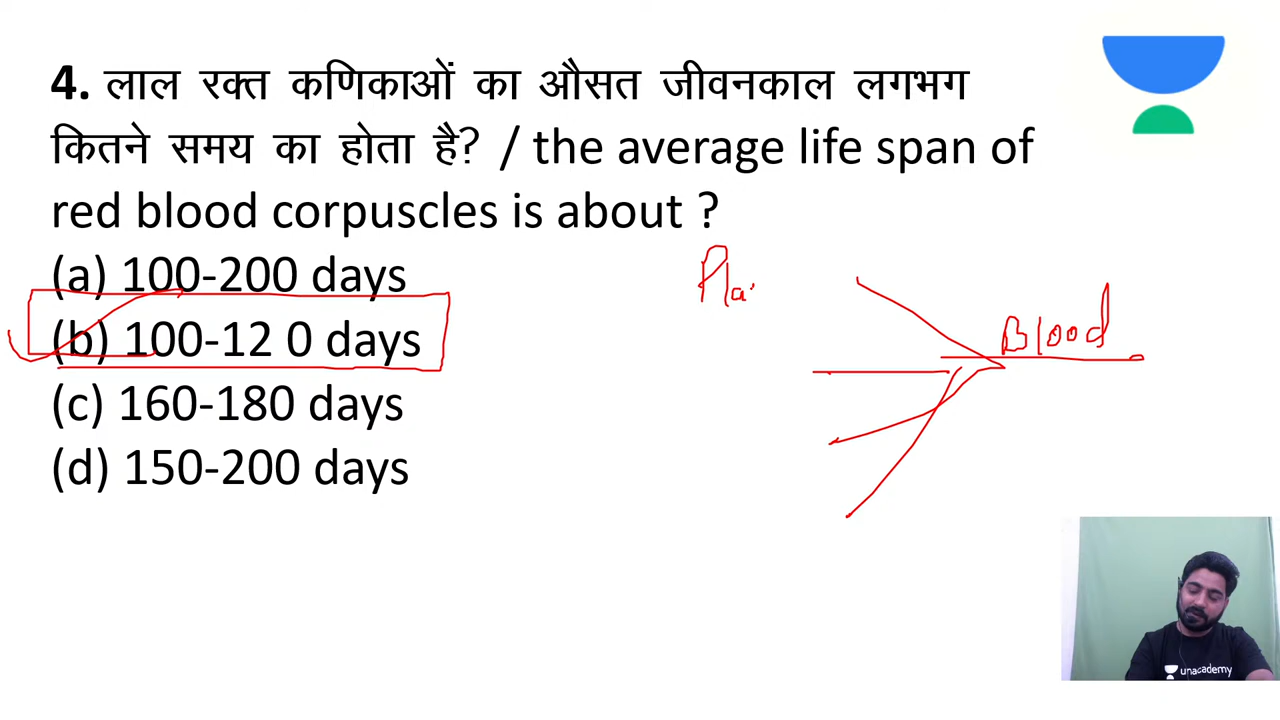 4. लाल रक्त कणिकाओं का औसत जीवनकाल लगभग
कितने समय का होता है? / the average life span of
red blood corpuscles is about ?
(a) 100-200 days
(b) 100-12 0 days
(c) 160-180 days
(d) 150-200 days
Pla
Blood
unacademy